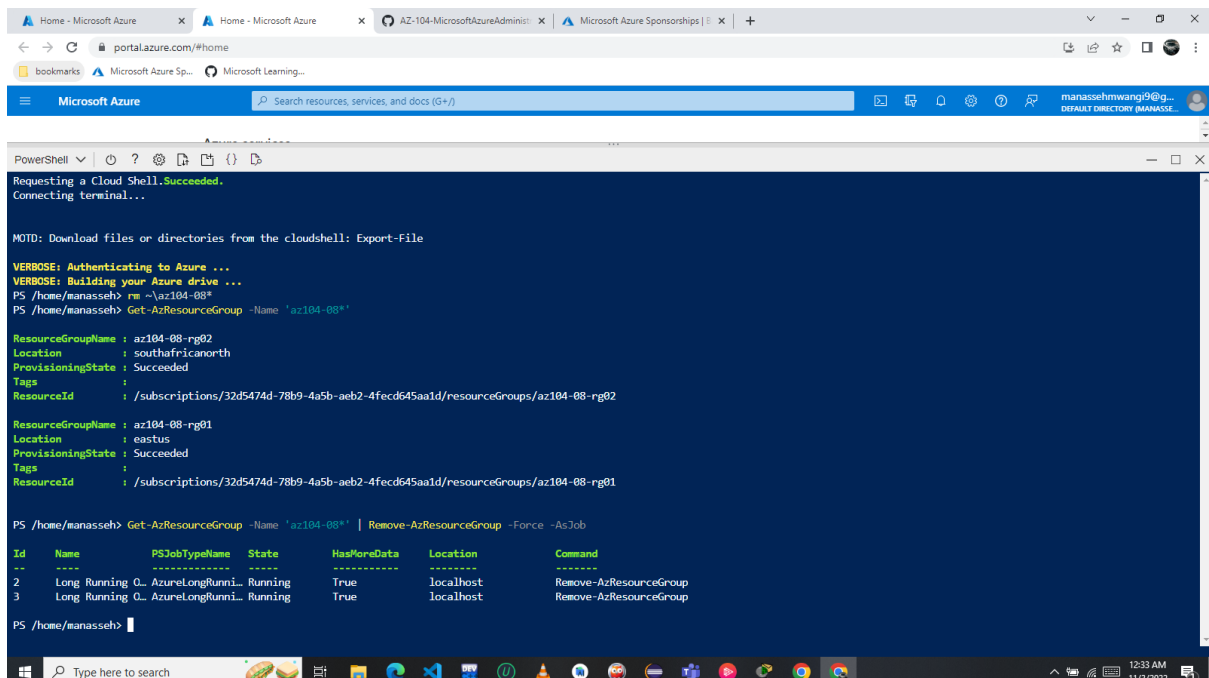 Home - Microsoft Azure
Home - Microsoft Azure
AZ-104-MicrosoftAzureAdminist
Microsoft Azure Sponsorships | E
portal.azure.com/#home
bookmarks
Microsoft Azure Sp...
Microsoft Learning...
Microsoft Azure
Search resources, services, and docs (G+/)
manassehmwangi9@g...
DEFAULT DIRECTORY (MANASSE...
PowerShell
Requesting a Cloud Shell.Succeeded.
Connecting terminal...
MOTD: Download files or directories from the cloudshell: Export-File
VERBOSE: Authenticating to Azure ...
VERBOSE: Building your Azure drive ...
PS /home/manasseh> rm ~\az104-08*
PS /home/manasseh> Get-AzResourceGroup -Name 'az104-08*'
ResourceGroupName : az104-08-rg02
Location : southafricanorth
ProvisioningState : Succeeded
Tags :
ResourceId : /subscriptions/32d5474d-78b9-4a5b-aeb2-4fecd645aa1d/resourceGroups/az104-08-rg02
ResourceGroupName : az104-08-rg01
Location : eastus
ProvisioningState : Succeeded
Tags :
ResourceId : /subscriptions/32d5474d-78b9-4a5b-aeb2-4fecd645aa1d/resourceGroups/az104-08-rg01
PS /home/manasseh> Get-AzResourceGroup -Name 'az104-08*' | Remove-AzResourceGroup -Force -AsJob
Id Name PSJobTypeName State HasMoreData Location Command
-- ---- ------------- ----- ----------- -------- -------
2 Long Running O… AzureLongRunni… Running True localhost Remove-AzResourceGroup
3 Long Running O… AzureLongRunni… Running True localhost Remove-AzResourceGroup
PS /home/manasseh>
Type here to search
DEV
12:33 AM